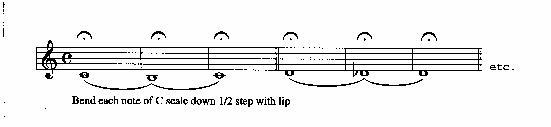 etc.
Bend each note of C scale down 1/2 step with lip